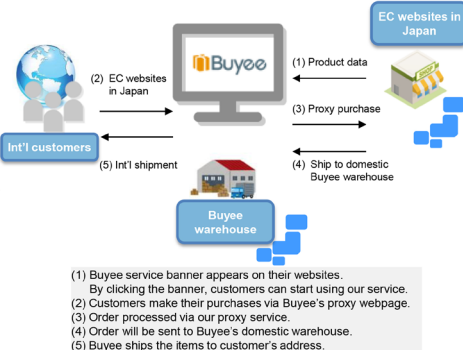 EC websites in
Japan
Buyee
(1) Product data
(2) EC websites
in Japan
SHOP
(3) Proxy purchase
Int'l customers
(5) Int'l shipment
(4) Ship to domestic
Buyee warehouse
Buyee
warehouse
(1) Buyee service banner appears on their websites.
By clicking the banner, customers can start using our service.
(2) Customers make their purchases via Buyee's proxy webpage.
(3) Order processed via our proxy service.
(4) Order will be sent to Buyee's domestic warehouse.
(5) Buyee ships the items to customer's address.